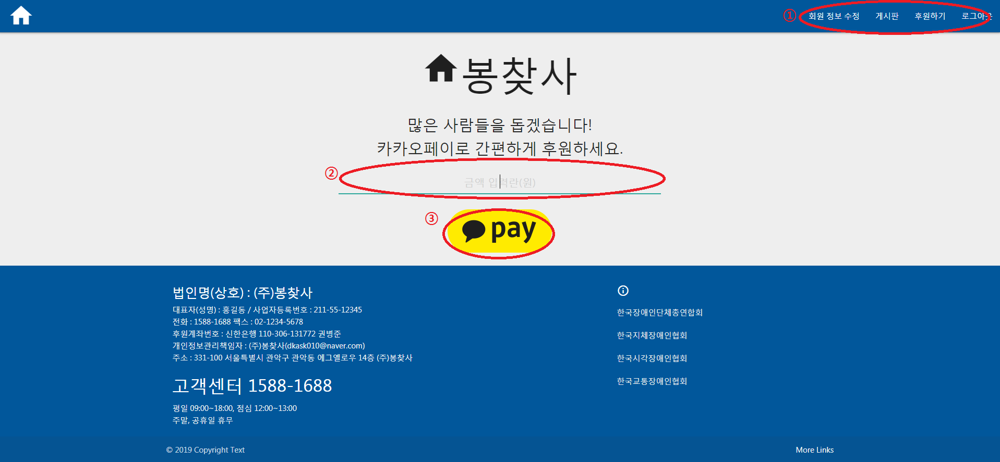 ① 회원 정보 수정 게시판 후원하기 로그아웃
봉찾사
많은 사람들을 돕겠습니다!
카카오페이로 간편하게 후원하세요.
② 금액 입력란(원)
③ pay
법인명(상호) : (주)봉찾사
대표자(성명) : 홍길동 / 사업자등록번호 : 211-55-12345
전화 : 1588-1688 팩스 : 02-1234-5678
후원계좌번호 : 신한은행 110-306-131772 권병준
개인정보관리책임자 : (주)봉찾사(dkask010@naver.com)
주소 : 331-100 서울특별시 관악구 관악동 에그옐로우 14층 (주)봉찾사
고객센터 1588-1688
평일 09:00~18:00, 점심 12:00~13:00
주말, 공휴일 휴무
한국장애인단체총연합회
한국지체장애인협회
한국시각장애인협회
한국교통장애인협회
© 2019 Copyright Text
More Links